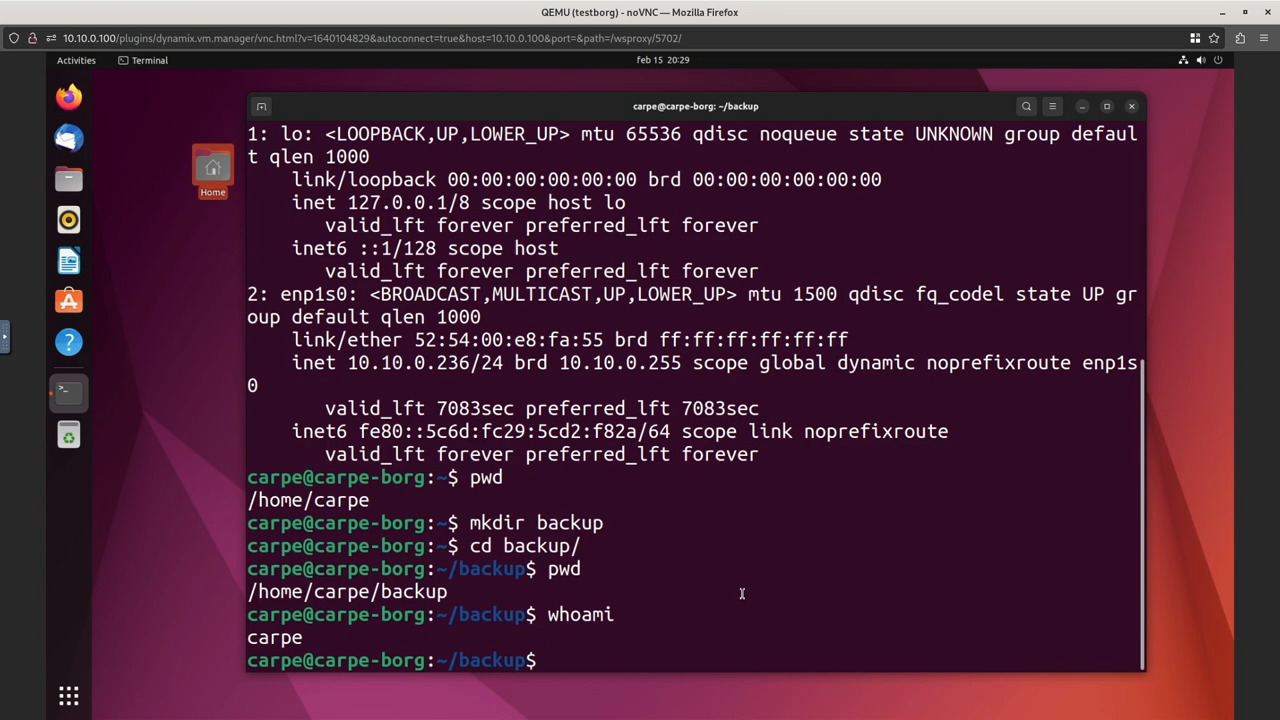 QEMU (testborg) - noVNC — Mozilla Firefox
10.10.0.100/plugins/dynamix.vm.manager/vnc.html?v=1640104829&autoconnect=true&host=10.10.0.100&port=&path=/wsproxy/5702/
Activities Terminal feb 15 20:29
carpe@carpe-borg: ~/backup
Home
1: lo: <LOOPBACK,UP,LOWER_UP> mtu 65536 qdisc noqueue state UNKNOWN group defaul
t qlen 1000
link/loopback 00:00:00:00:00:00 brd 00:00:00:00:00:00
inet 127.0.0.1/8 scope host lo
valid_lft forever preferred_lft forever
inet6 ::1/128 scope host
valid_lft forever preferred_lft forever
2: enp1s0: <BROADCAST,MULTICAST,UP,LOWER_UP> mtu 1500 qdisc fq_codel state UP gr
oup default qlen 1000
link/ether 52:54:00:e8:fa:55 brd ff:ff:ff:ff:ff:ff
inet 10.10.0.236/24 brd 10.10.0.255 scope global dynamic noprefixroute enp1s
0
valid_lft 7083sec preferred_lft 7083sec
inet6 fe80::5c6d:fc29:5cd2:f82a/64 scope link noprefixroute
valid_lft forever preferred_lft forever
carpe@carpe-borg:~$ pwd
/home/carpe
carpe@carpe-borg:~$ mkdir backup
carpe@carpe-borg:~$ cd backup/
carpe@carpe-borg:~/backup$ pwd
/home/carpe/backup
carpe@carpe-borg:~/backup$ whoami
carpe
carpe@carpe-borg:~/backup$